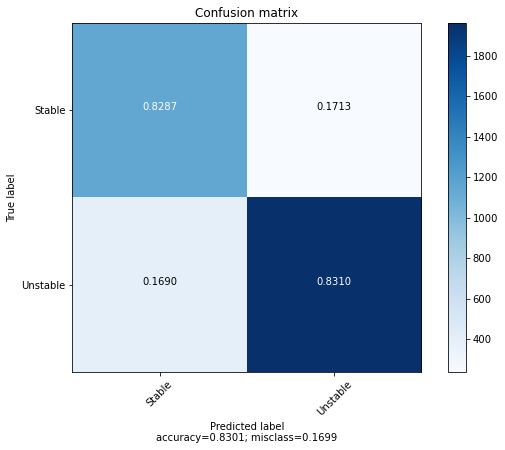 Confusion matrix
Stable
0.8287
0.1713
Unstable
0.1690
0.8310
True label
Stable
Unstable
Predicted label
accuracy=0.8301; misclass=0.1699
1800
1600
1400
1200
1000
800
600
400